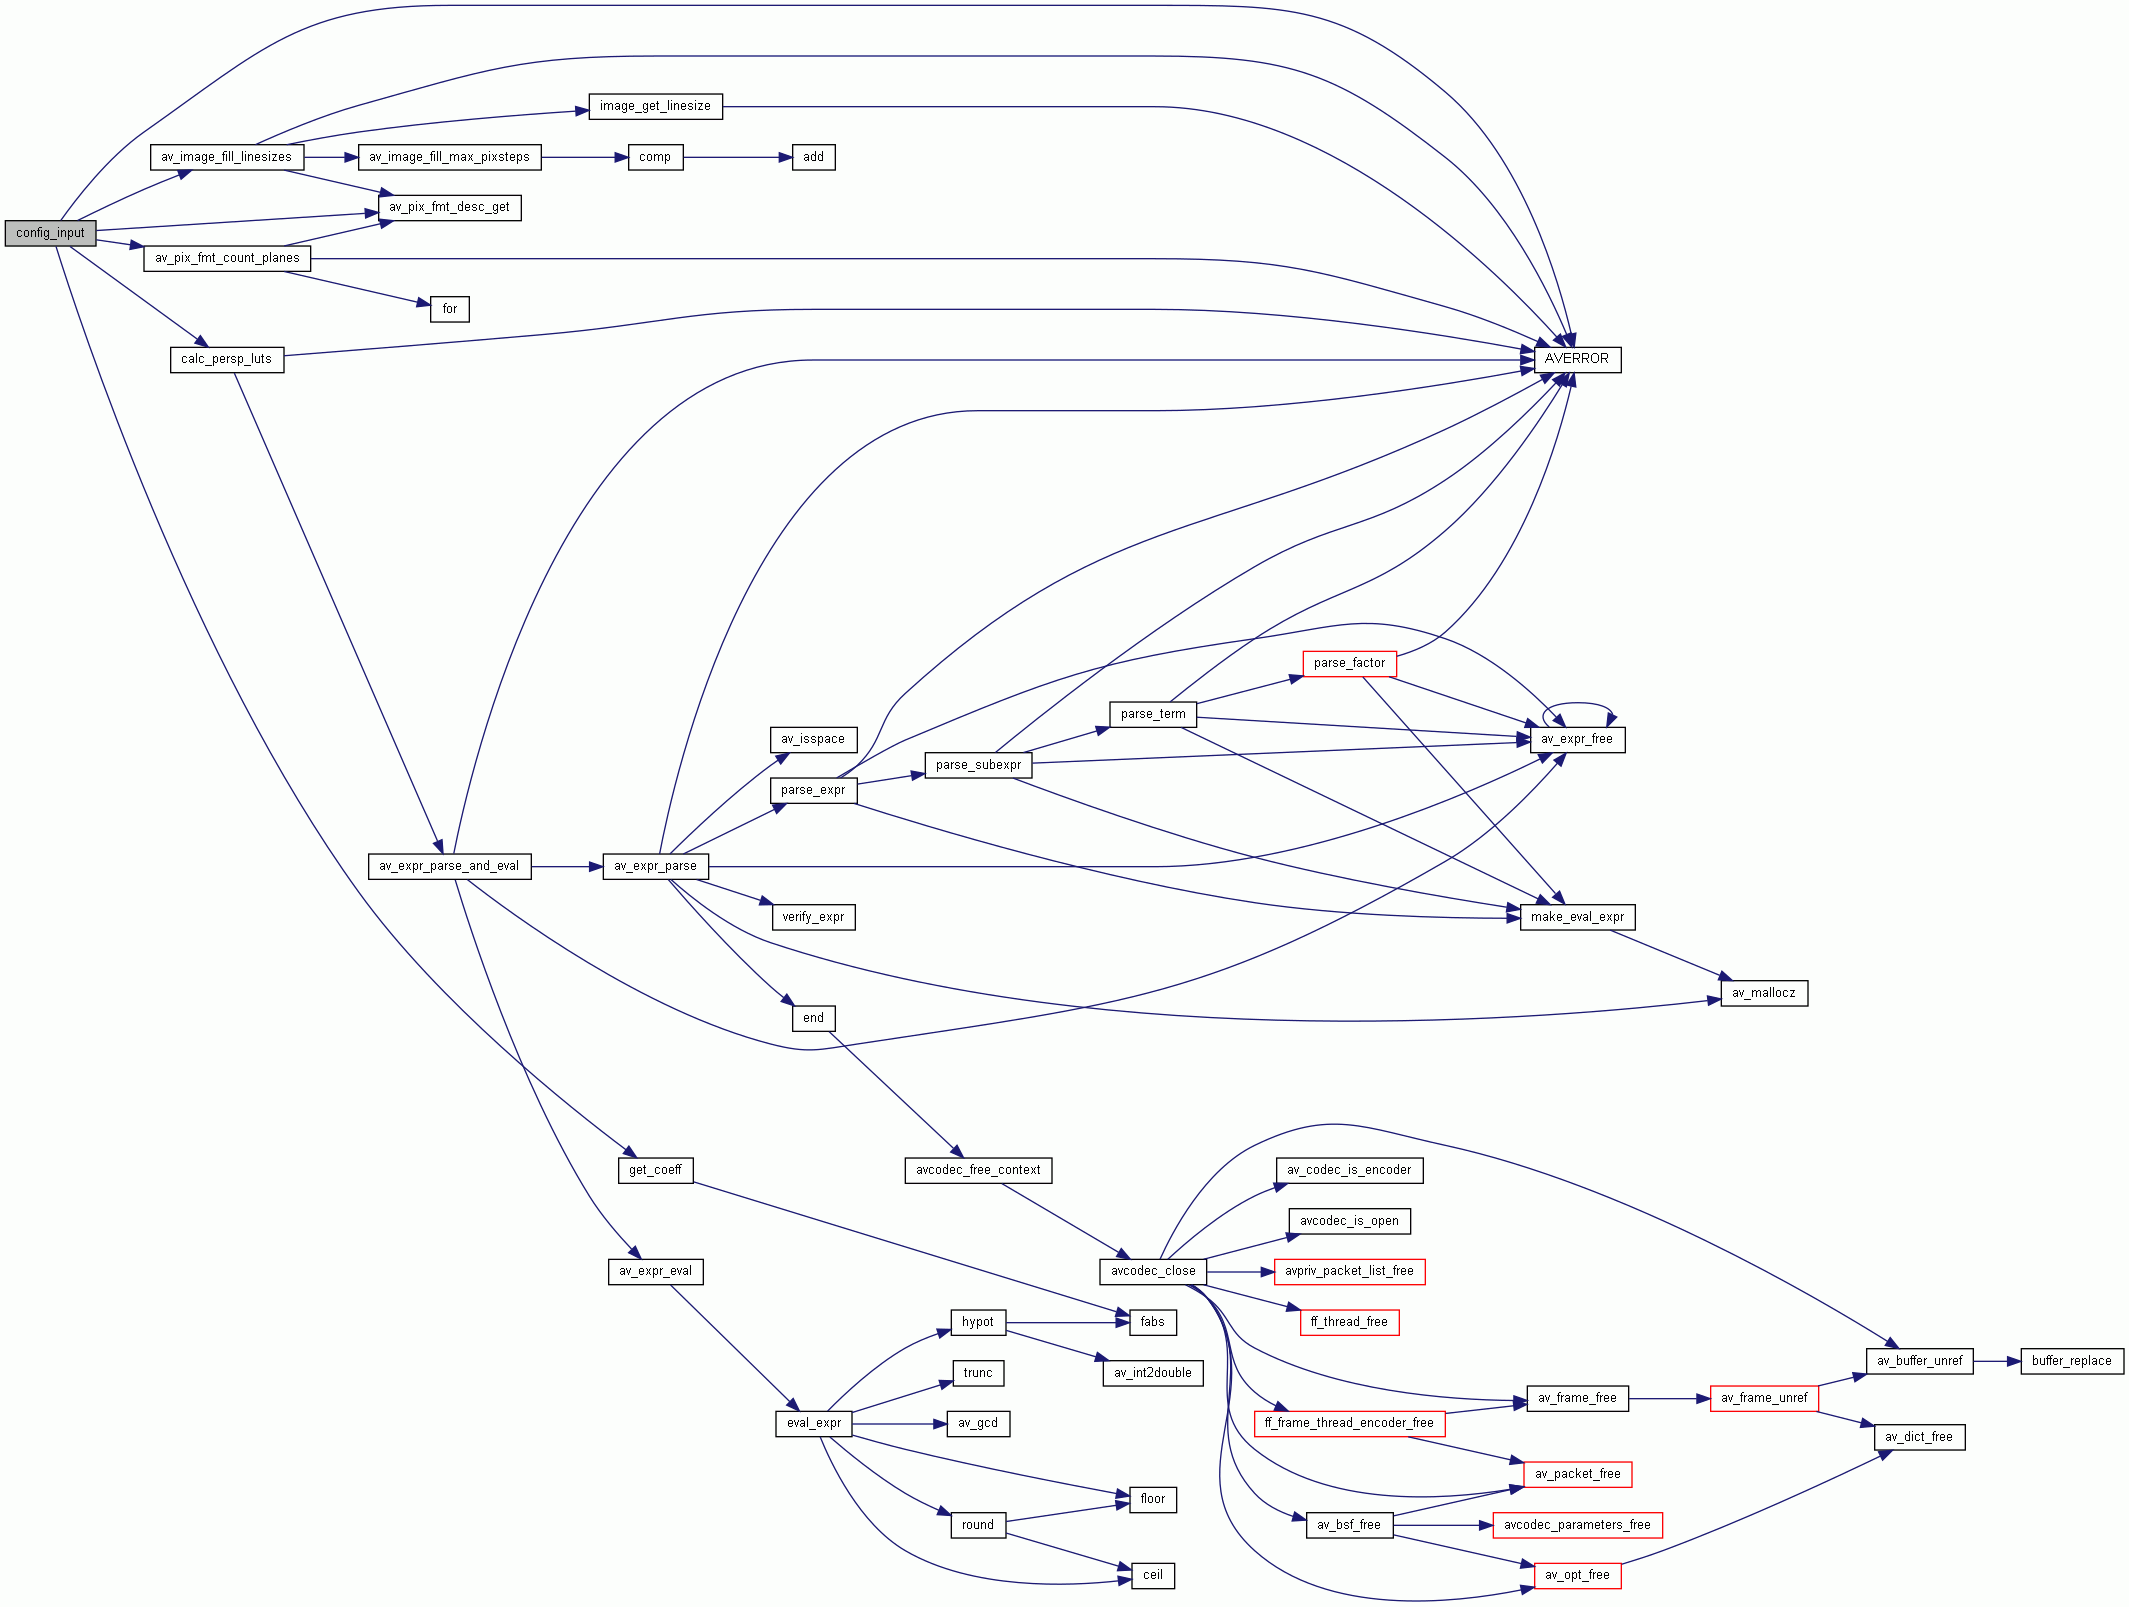 image_get_linesize
av_image_fill_linesizes
av_image_fill_max_pixsteps
comp
add
av_pix_fmt_desc_get
config_input
av_pix_fmt_count_planes
for
calc_persp_luts
AVERROR
parse_factor
parse_term
av_isspace
av_expr_free
parse_subexpr
parse_expr
av_expr_parse_and_eval
av_expr_parse
verify_expr
make_eval_expr
av_mallocz
end
get_coeff
avcodec_free_context
av_codec_is_encoder
avcodec_is_open
av_expr_eval
avcodec_close
avpriv_packet_list_free
hypot
fabs
ff_thread_free
trunc
av_int2double
av_buffer_unref
buffer_replace
av_frame_free
av_frame_unref
eval_expr
av_gcd
ff_frame_thread_encoder_free
av_dict_free
av_packet_free
floor
round
av_bsf_free
avcodec_parameters_free
ceil
av_opt_free